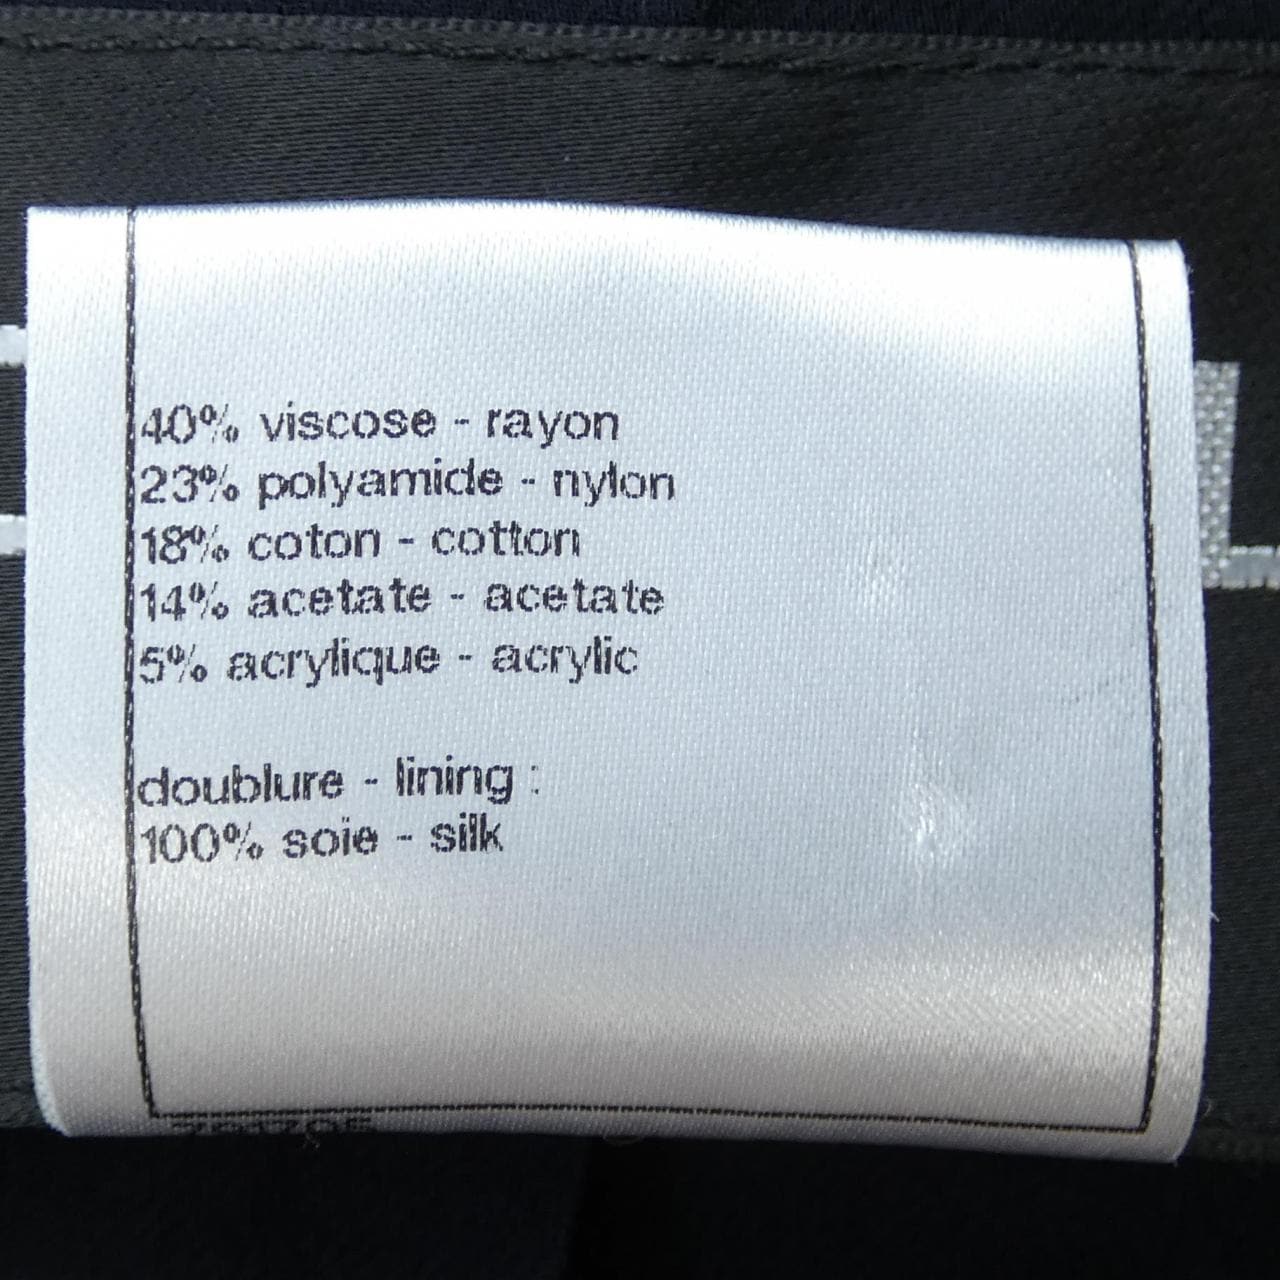 40% viscose - rayon
23% polyamide - nylon
18% coton - cotton
14% acetate - acetate
5% acrylique - acrylic
doublure - lining :
100% soie - silk